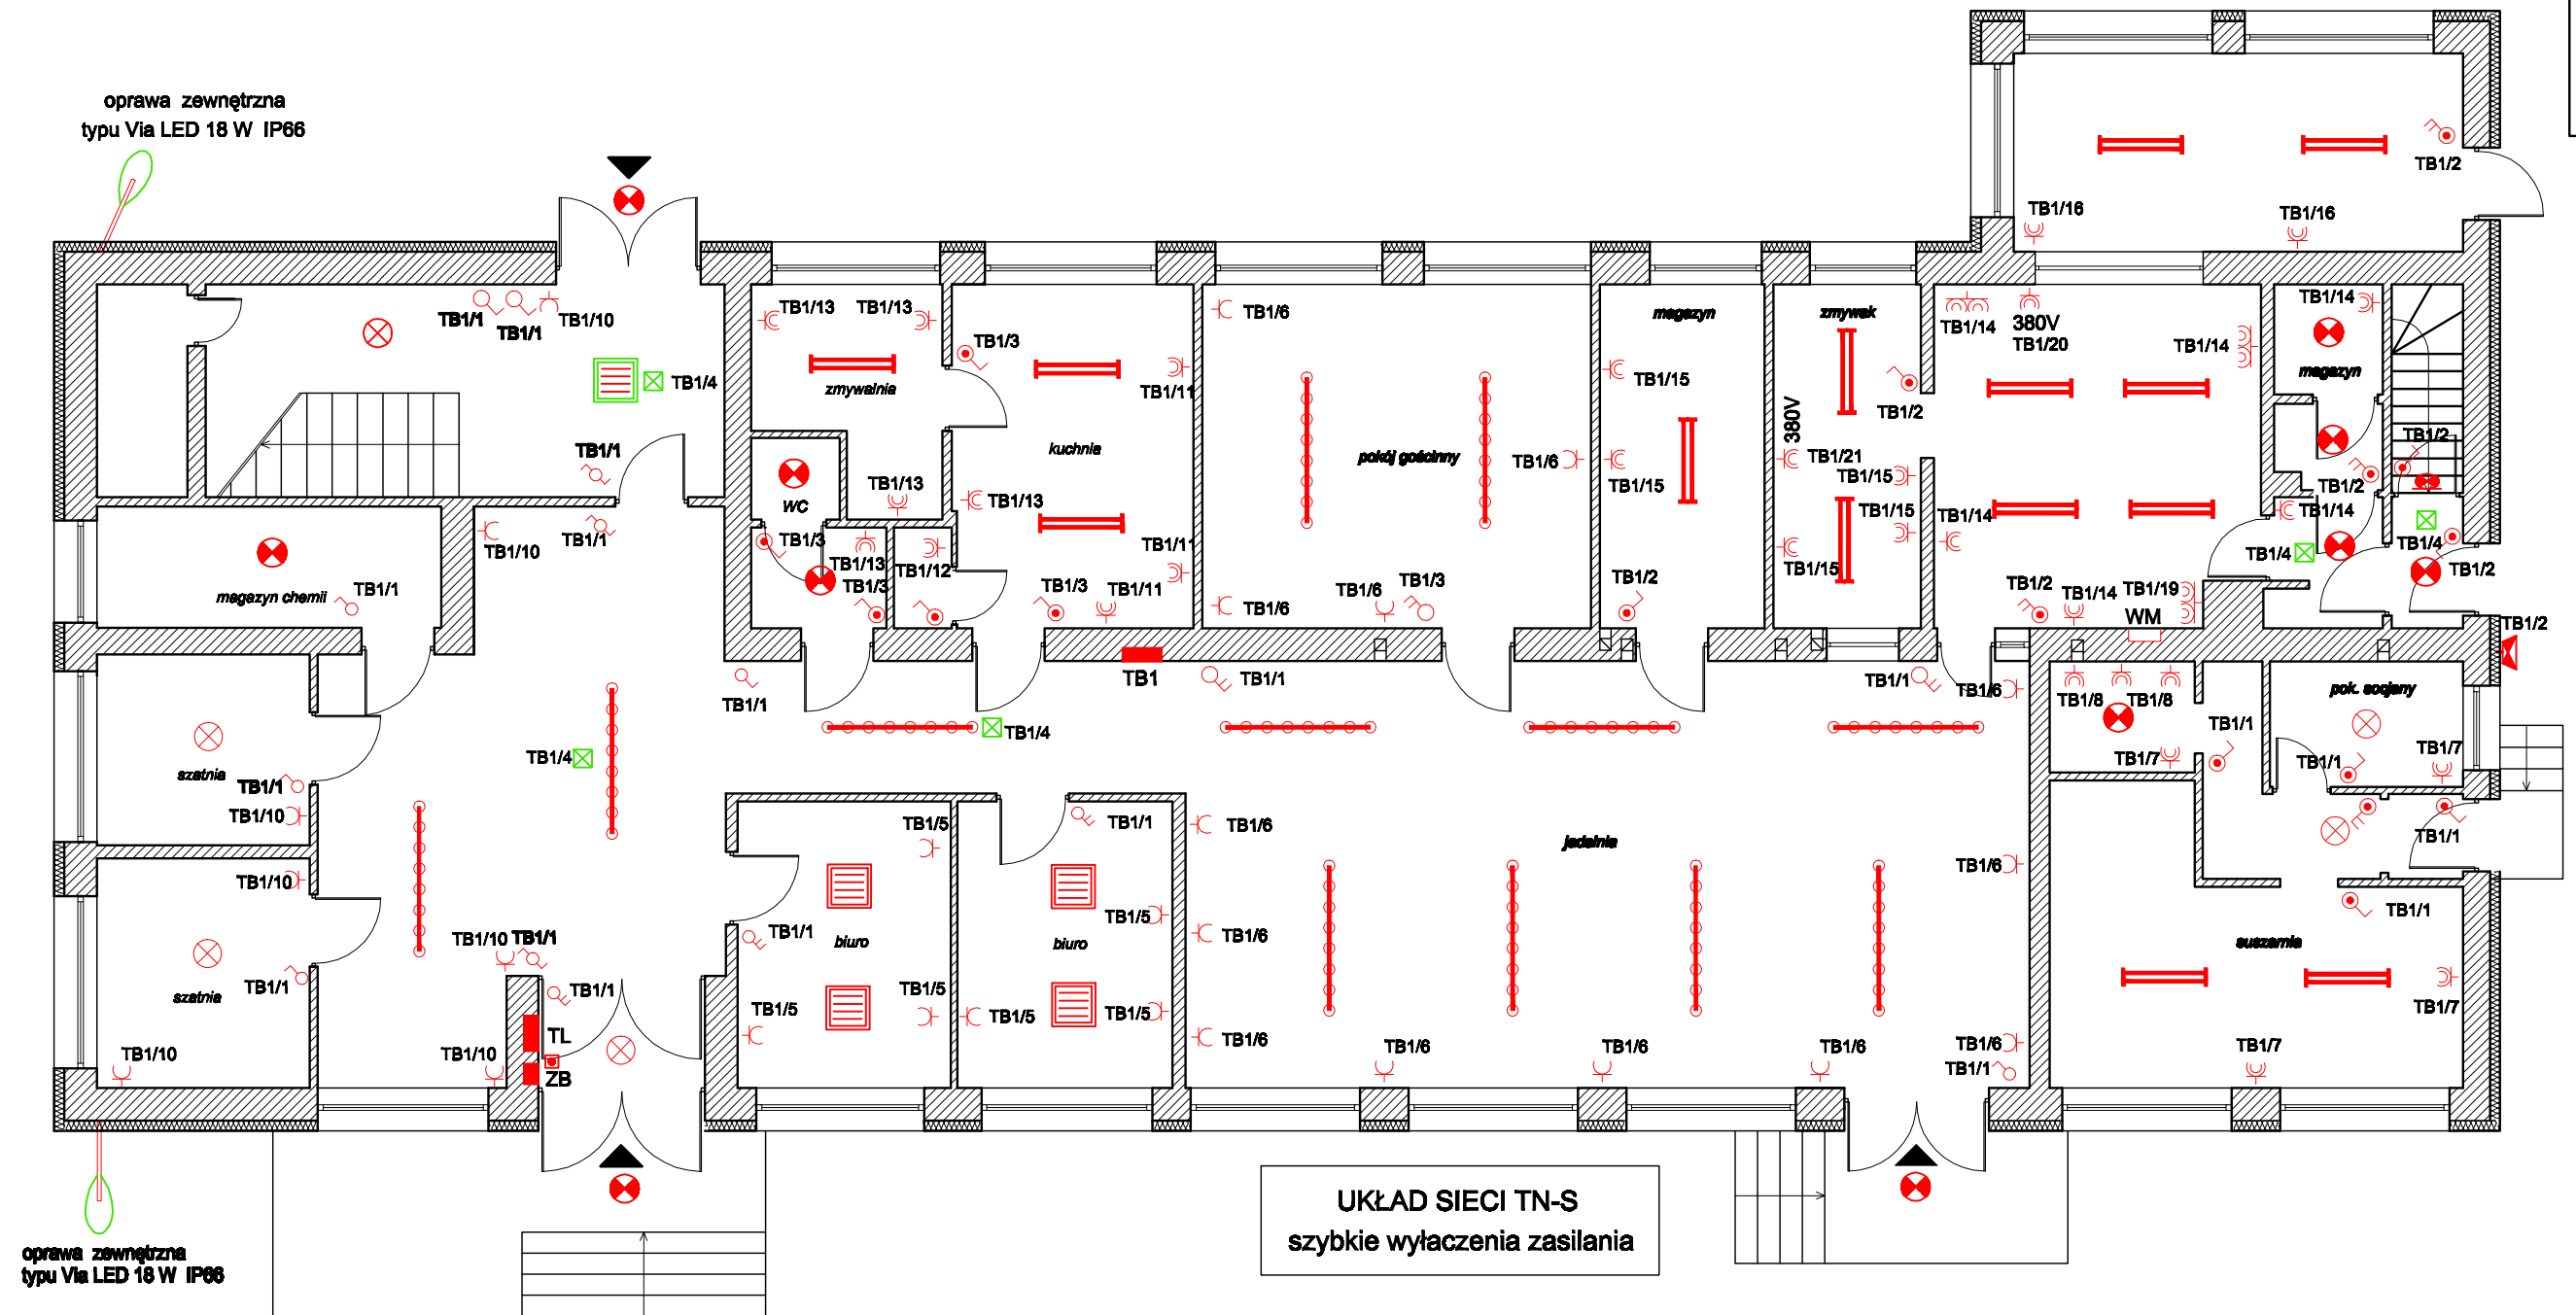 oprawa zewnętrzna
typu Via LED 18 W IP66
TB1/2
TB1/16
TB1/16
TB1/1
TB1/1
TB1/10
TB1/13
TB1/13
TB1/3
TB1/6
magazyn
zmywak
TB1/14
380V
TB1/20
TB1/14
TB1/14
magazyn
TB1/4
zmywalnia
TB1/11
TB1/15
TB1/2
380V
TB1/1
kuchnia
pokój gościnny
TB1/6
TB1/21
TB1/2
TB1/13
TB1/13
TB1/15
TB1/15
TB1/2
WC
TB1/15
TB1/14
TB1/14
TB1/10
TB1/1
TB1/3
TB1/11
TB1/4
TB1/4
TB1/13
TB1/12
TB1/15
TB1/2
TB1/2
magazyn chemii
TB1/1
TB1/3
TB1/3
TB1/11
TB1/6
TB1/6
TB1/3
TB1/2
TB1/14
TB1/19
WM
TB1/2
TB1
TB1/1
TB1/1
TB1/1
TB1/6
TB1/8
TB1/8
pok. socjany
TB1/1
TB1/4
TB1/4
TB1/7
TB1/1
TB1/7
szatnia
TB1/1
TB1/10
TB1/5
TB1/1
TB1/6
jadalnia
TB1/1
TB1/6
TB1/10
TB1/5
TB1/1
TB1/10
TB1/1
TB1/1
biuro
biuro
TB1/6
suszarnia
szatnia
TB1/1
TB1/1
TB1/5
TB1/5
TB1/5
TB1/5
TB1/7
TB1/10
TB1/10
TL
ZB
TB1/5
TB1/6
TB1/6
TB1/6
TB1/6
TB1/6
TB1/1
TB1/7
UKŁAD SIECI TN-S
szybkie wyłaczenia zasilania
oprawa zewnętrzna
typu Via LED 18 W IP66